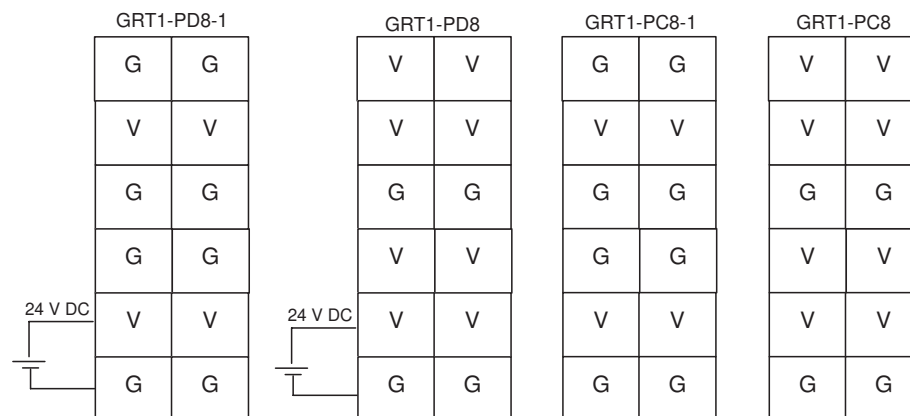 GRT1-PD8-1 GRT1-PD8 GRT1-PC8-1 GRT1-PC8
G G V V G G V V
V V V V V V V V
G G G G G G G G
G G V V G G V V
24 V DC V V 24 V DC V V V V V V
G G G G G G G G